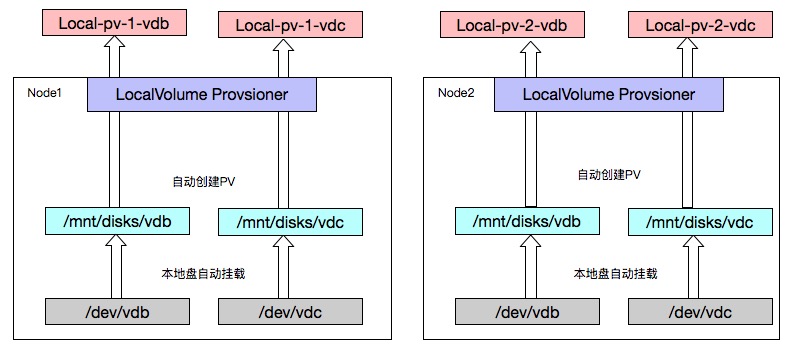 Local-pv-1-vdb
Local-pv-1-vdc
Node1
LocalVolume Provsioner
自动创建PV
/mnt/disks/vdb
/mnt/disks/vdc
本地盘自动挂载
/dev/vdb
/dev/vdc
Local-pv-2-vdb
Local-pv-2-vdc
Node2
LocalVolume Provsioner
自动创建PV
/mnt/disks/vdb
/mnt/disks/vdc
本地盘自动挂载
/dev/vdb
/dev/vdc